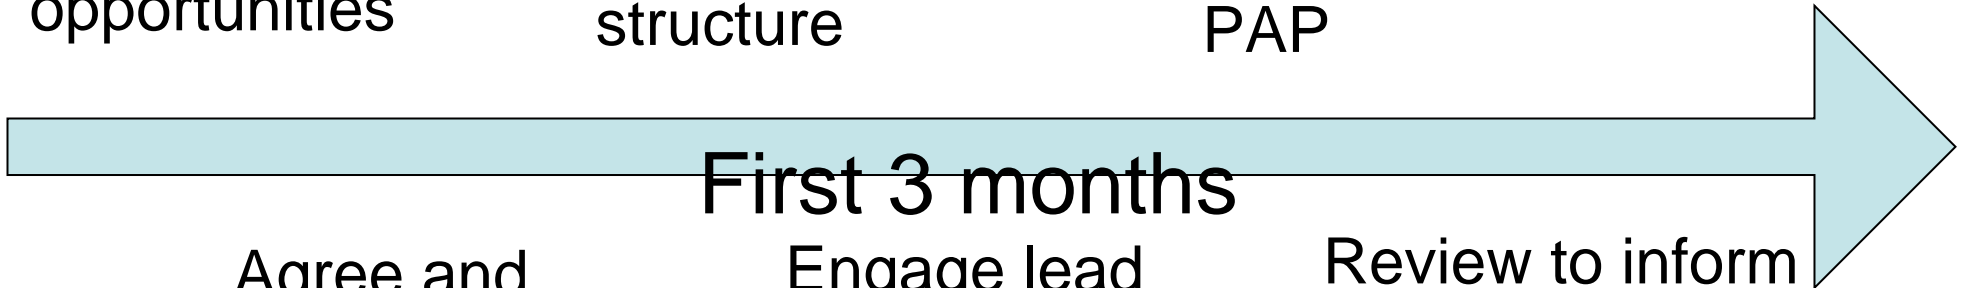 opportunities
structure
PAP
First 3 months
Agree and
Engage lead
Review to inform